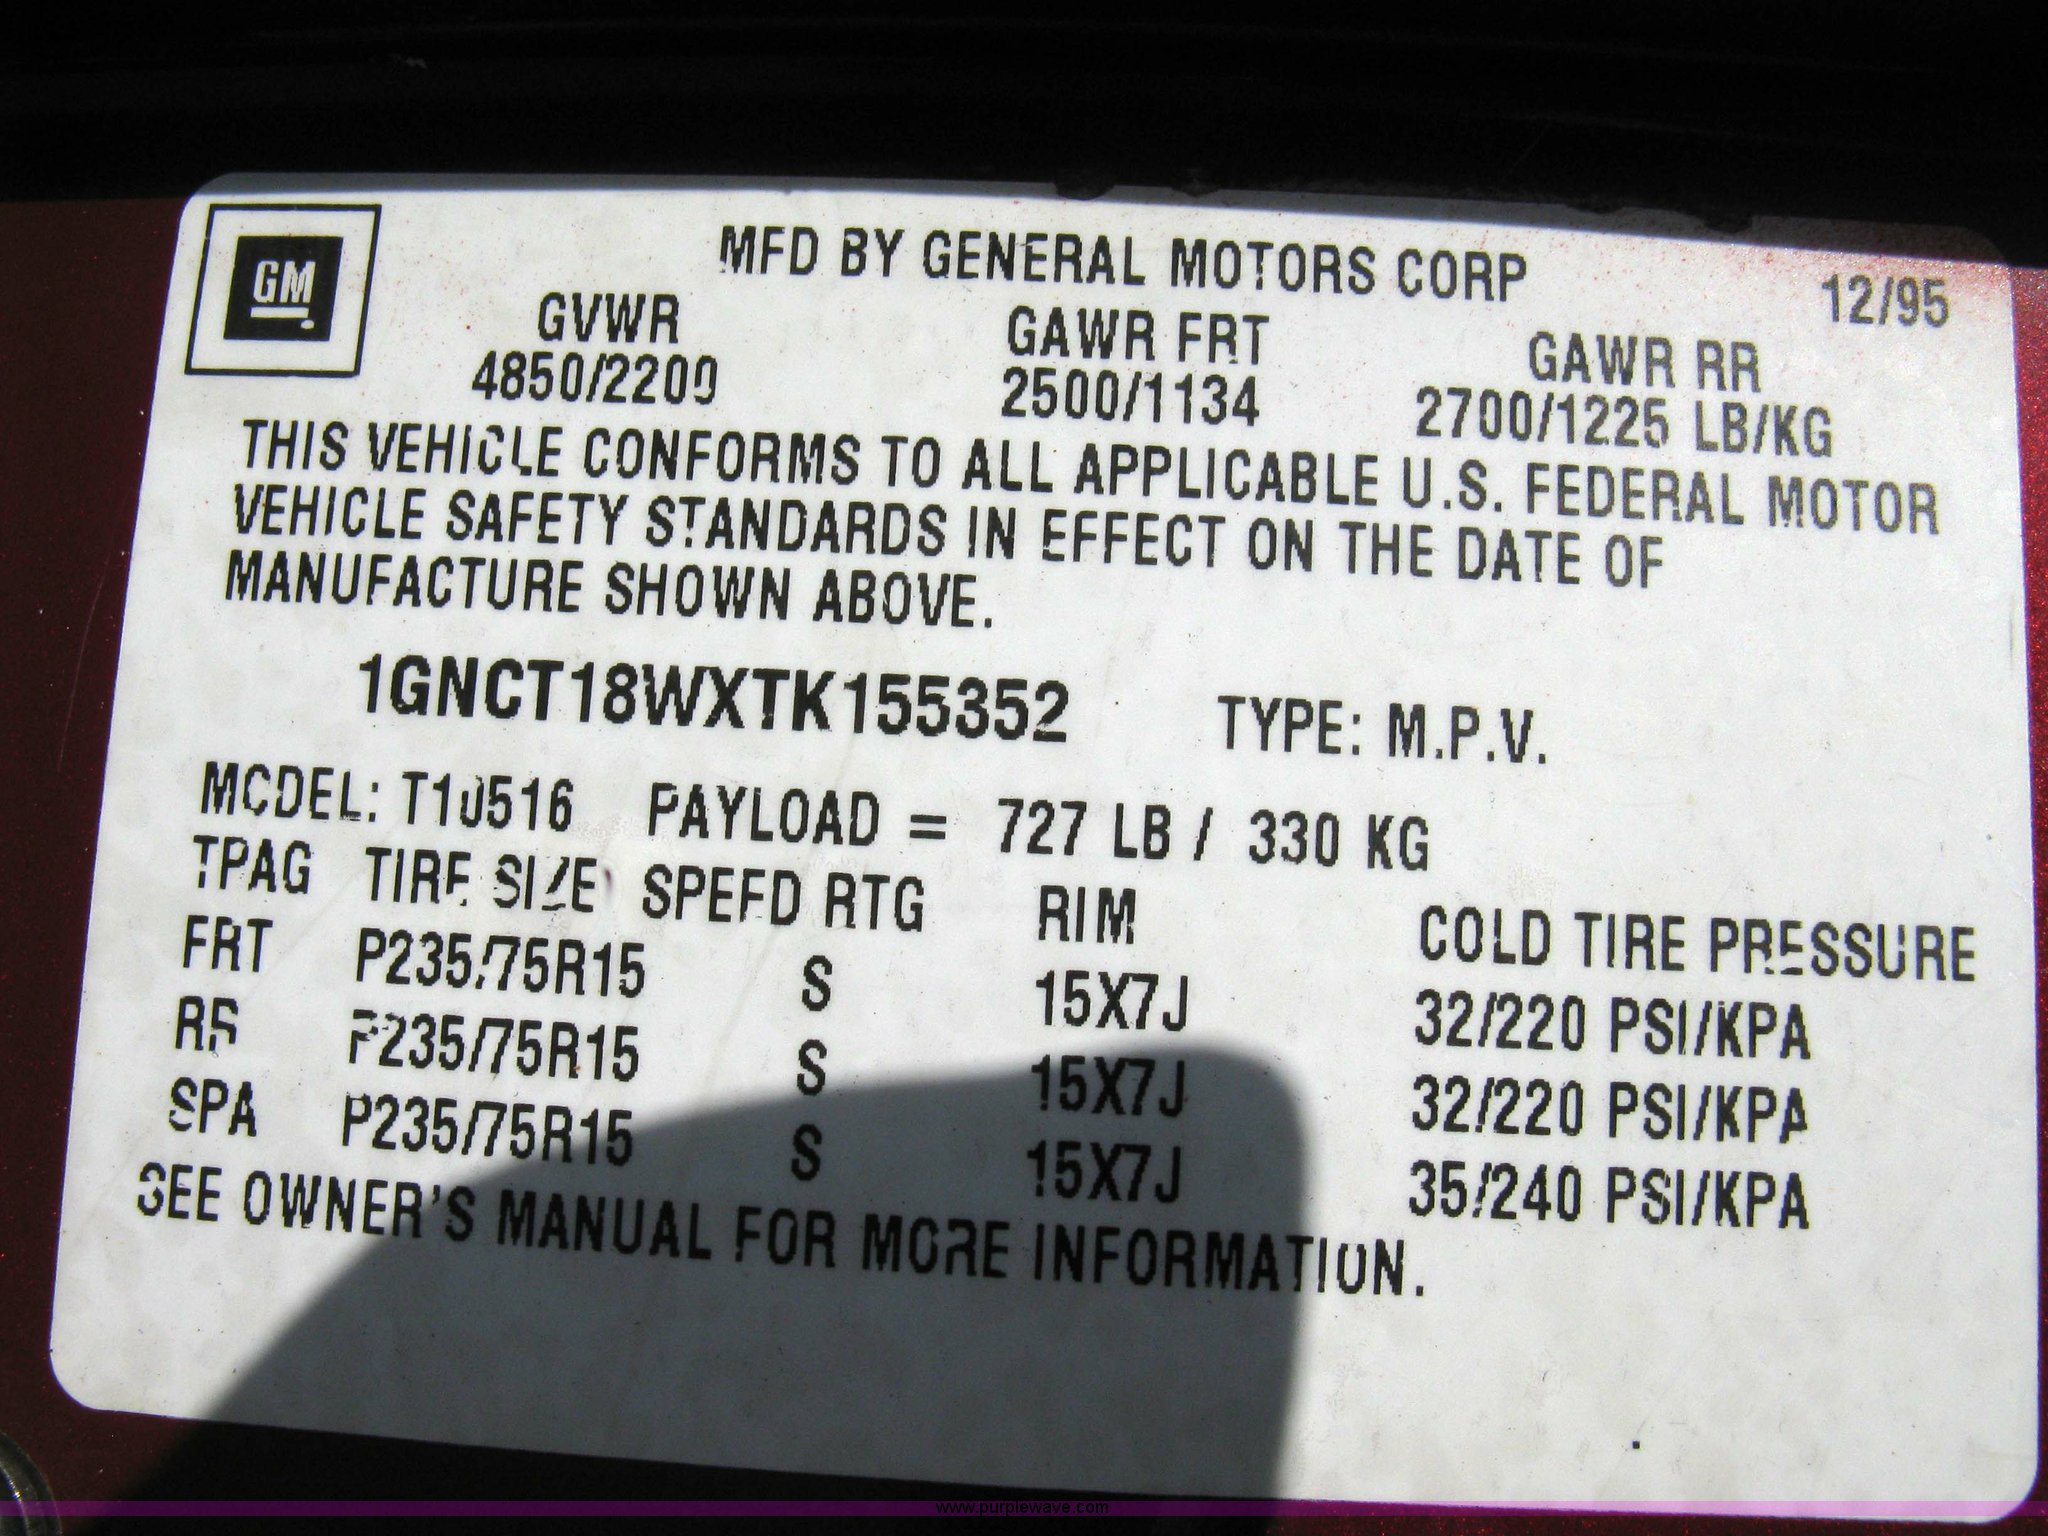 GM
MFD BY GENERAL MOTORS CORP 12/95
GVWR GAWR FRT GAWR RR
4850/2200 2500/1134 2700/1225 LB/KG
THIS VEHICLE CONFORMS TO ALL APPLICABLE U.S. FEDERAL MOTOR
VEHICLE SAFETY STANDARDS IN EFFECT ON THE DATE OF
MANUFACTURE SHOWN ABOVE.
1GNCT18WXTK155352 TYPE: M.P.V.
MODEL: T10516 PAYLOAD = 727 LB / 330 KG
TPAG TIRE SIZE SPEED RTG RIM COLD TIRE PRESSURE
FRT P235/75R15 S 15X7J 32/220 PSI/KPA
RR P235/75R15 S 15X7J 32/220 PSI/KPA
SPA P235/75R15 S 15X7J 35/240 PSI/KPA
SEE OWNER'S MANUAL FOR MORE INFORMATION.
www.purplewave.com